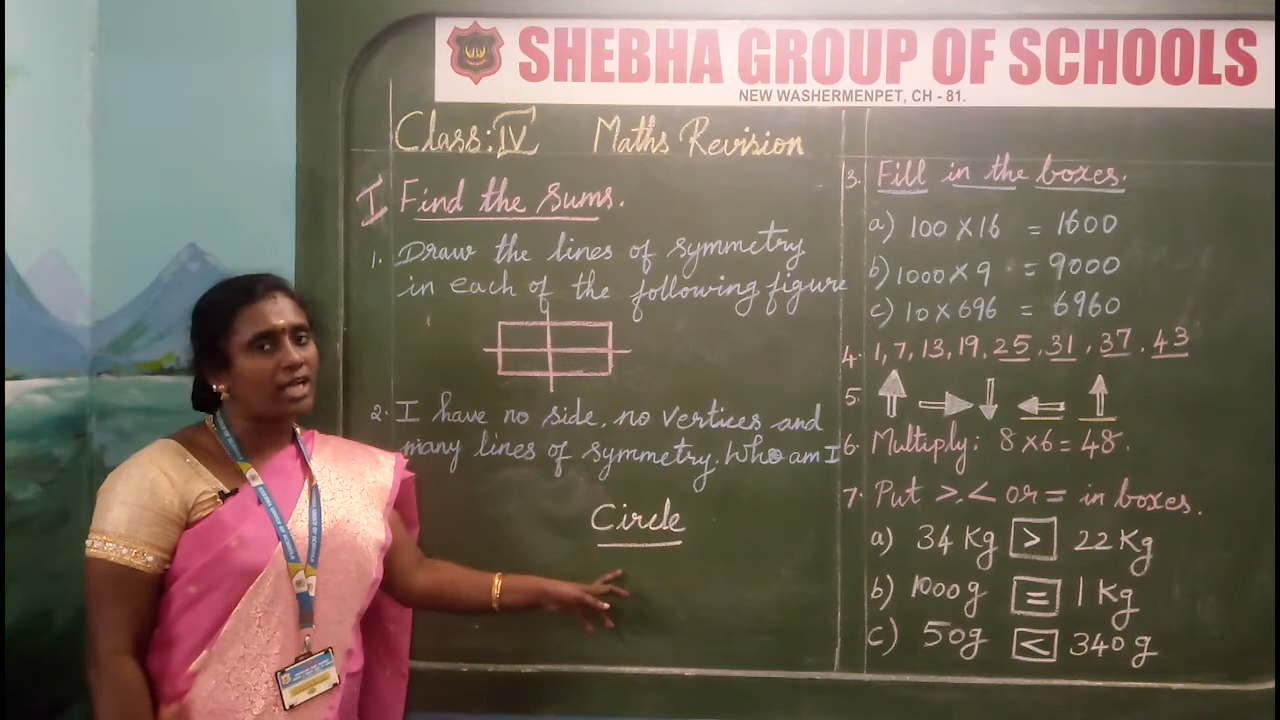 SHEBHA GROUP OF SCHOOLS
NEW WASHERMENPET, CH - 81.
Class: IV Maths Revision
I Find the sums.
1. Draw the lines of symmetry
in each of the following figure
2. I have no side, no vertices and
many lines of symmetry. Who am I
Circle
3. Fill in the boxes.
a) 100 × 16 = 1600
b) 1000 × 9 = 9000
c) 10 × 696 = 6960
4. 1, 7, 13, 19, 25, 31, 37, 43
5.
6. Multiply: 8 × 6 = 48.
7. Put >, < or = in boxes.
a) 34 Kg > 22 Kg
b) 1000g = 1 Kg
c) 50g < 340g